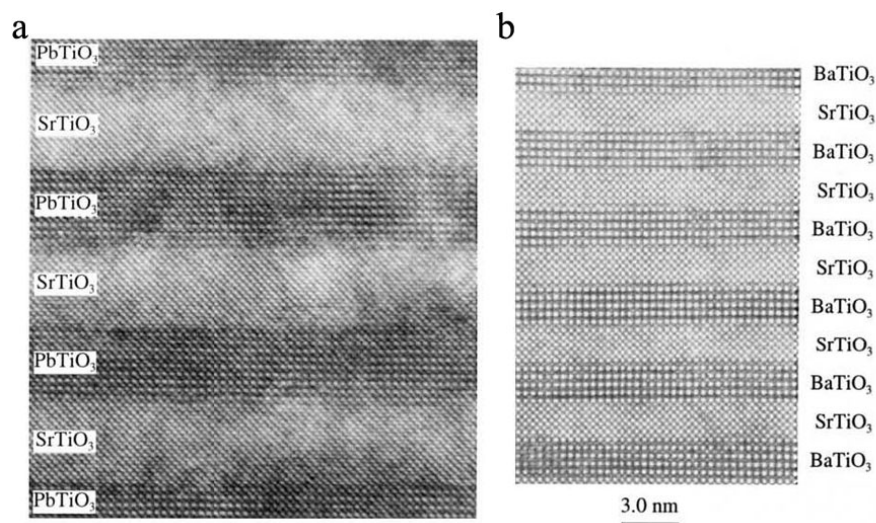 a
PbTiO₃
SrTiO₃
PbTiO₃
SrTiO₃
PbTiO₃
SrTiO₃
PbTiO₃
b
BaTiO₃
SrTiO₃
BaTiO₃
SrTiO₃
BaTiO₃
SrTiO₃
BaTiO₃
SrTiO₃
BaTiO₃
SrTiO₃
BaTiO₃
3.0 nm